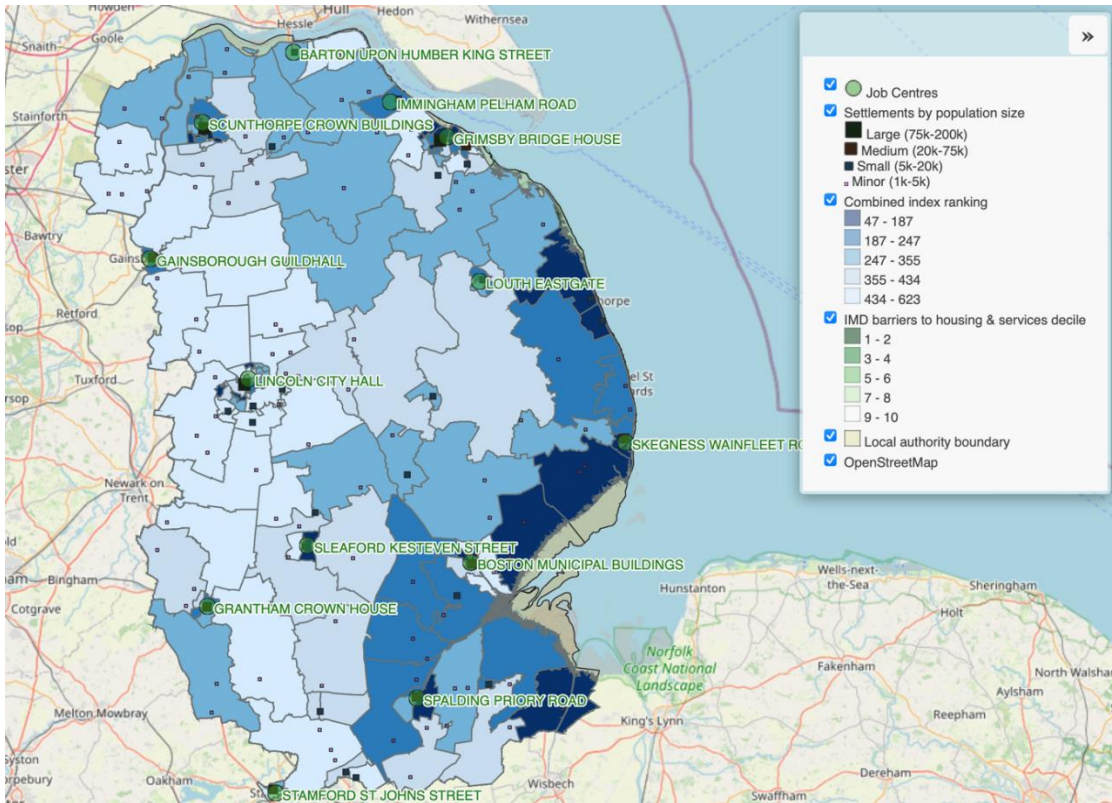 Howden
Goole
Snaith
Hessle
Hull
Hedon
Withernsea
BARTON UPON HUMBER KING STREET
Stainforth
IMMINGHAM PELHAM ROAD
SCUNTHORPE CROWN BUILDINGS
GRIMSBY BRIDGE HOUSE
Bawtry
GAINSBOROUGH GUILDHALL
LOUTH EASTGATE
Retford
Tuxford
LINCOLN CITY HALL
SKEGNESS WAINFLEET RO
Newark on
Trent
SLEAFORD KESTEVEN STREET
BOSTON MUNICIPAL BUILDINGS
Bingham
Cotgrave
GRANTHAM CROWN HOUSE
Hunstanton
Wells-next-
the-Sea
Sheringham
Holt
Norfolk
Coast National
Landscape
Fakenham
North Walsham
Aylsham
SPALDING PRIORY ROAD
Melton Mowbray
King's Lynn
Reepham
Oakham
Wisbech
Dereham
STAMFORD ST JOHNS STREET
Swaffham
»
Job Centres
Settlements by population size
Large (75k-200k)
Medium (20k-75k)
Small (5k-20k)
Minor (1k-5k)
Combined index ranking
47 - 187
187 - 247
247 - 355
355 - 434
434 - 623
IMD barriers to housing & services decile
1 - 2
3 - 4
5 - 6
7 - 8
9 - 10
Local authority boundary
OpenStreetMap